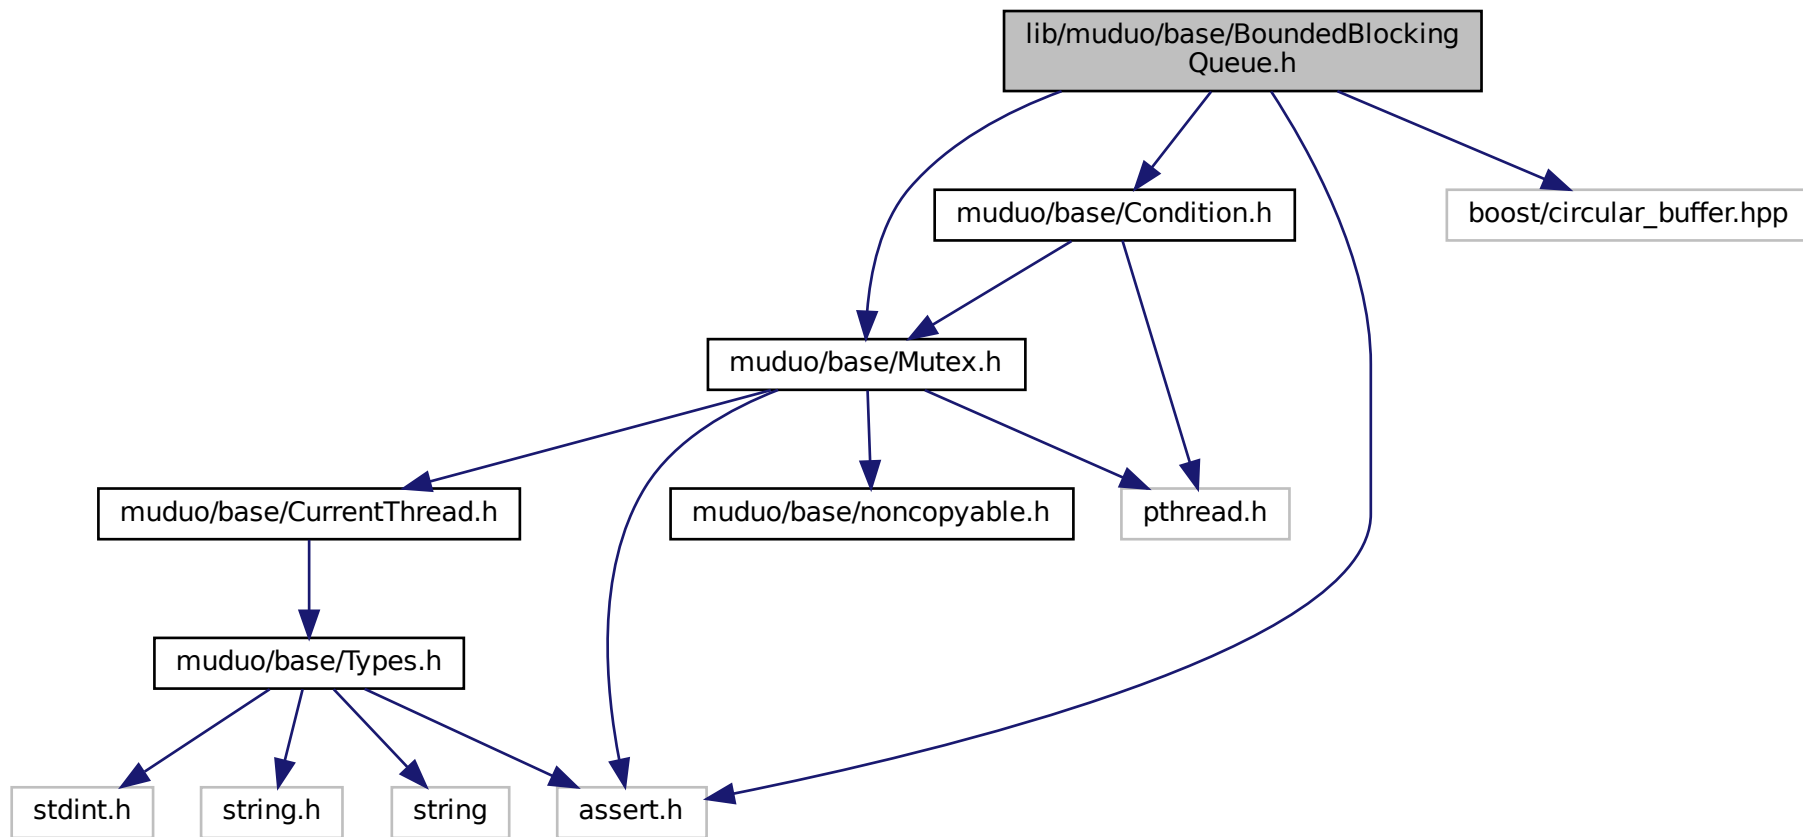 lib/muduo/base/BoundedBlocking
Queue.h
muduo/base/Condition.h
boost/circular_buffer.hpp
muduo/base/Mutex.h
muduo/base/CurrentThread.h
muduo/base/noncopyable.h
pthread.h
muduo/base/Types.h
stdint.h
string.h
string
assert.h